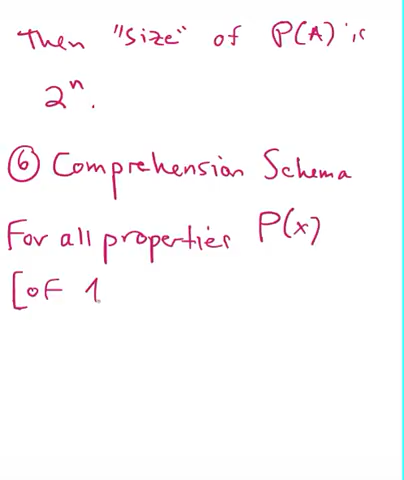 Then "size" of P(A) is
2ⁿ.
⑥ Comprehension Schema
For all properties P(x)
[of 1